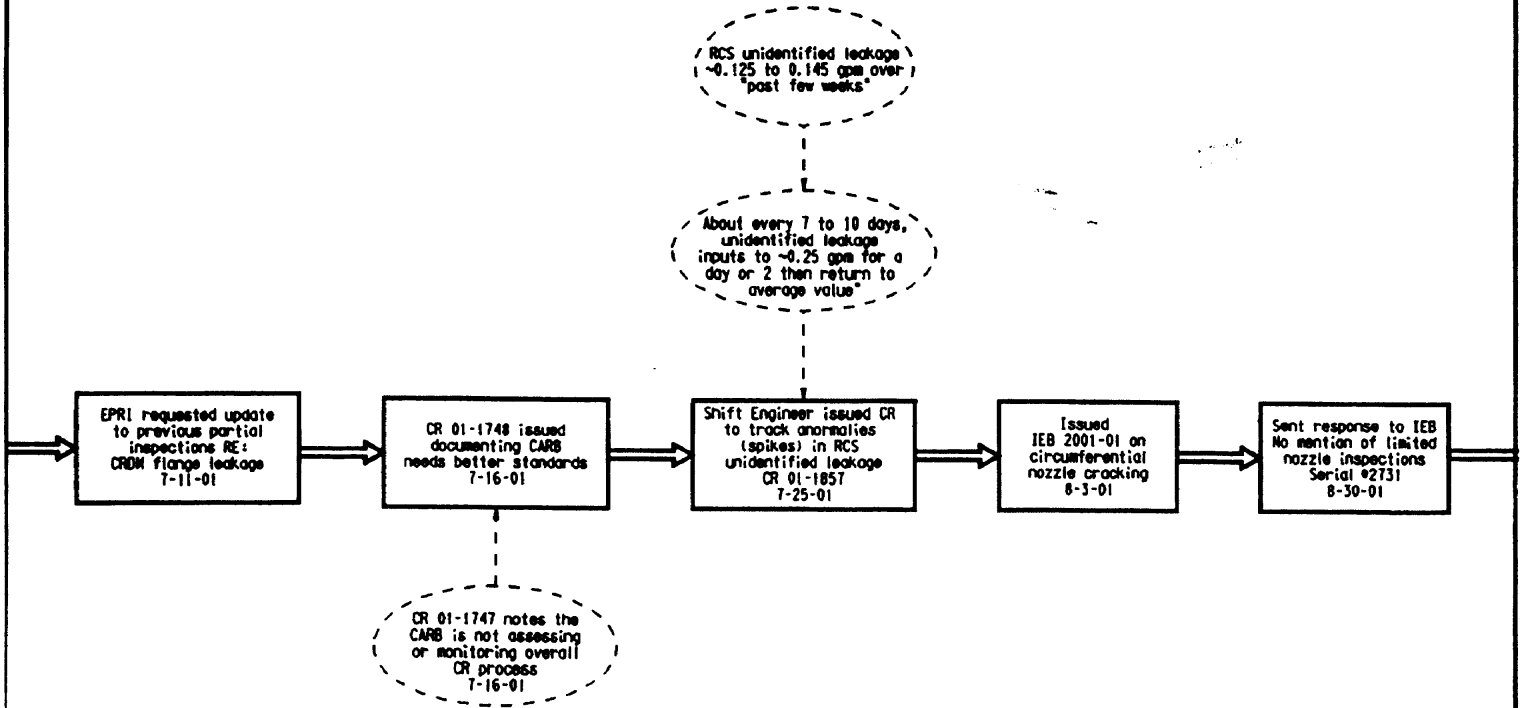 RCS unidentified leakage
~0.125 to 0.145 gpm over
"past few weeks"
About every 7 to 10 days,
unidentified leakage
inputs to ~0.25 gpm for a
day or 2 then return to
average value"
EPRI requested update
to previous partial
inspections RE:
CRDM flange leakage
7-11-01
CR 01-1748 issued
documenting CARB
needs better standards
7-16-01
Shift Engineer issued CR
to track anomalies
(spikes) in RCS
unidentified leakage
CR 01-1857
7-25-01
Issued
IEB 2001-01 on
circumferential
nozzle cracking
8-3-01
Sent response to IEB
No mention of limited
nozzle inspections
Serial #2731
8-30-01
CR 01-1747 notes the
CARB is not assessing
or monitoring overall
CR process
7-16-01